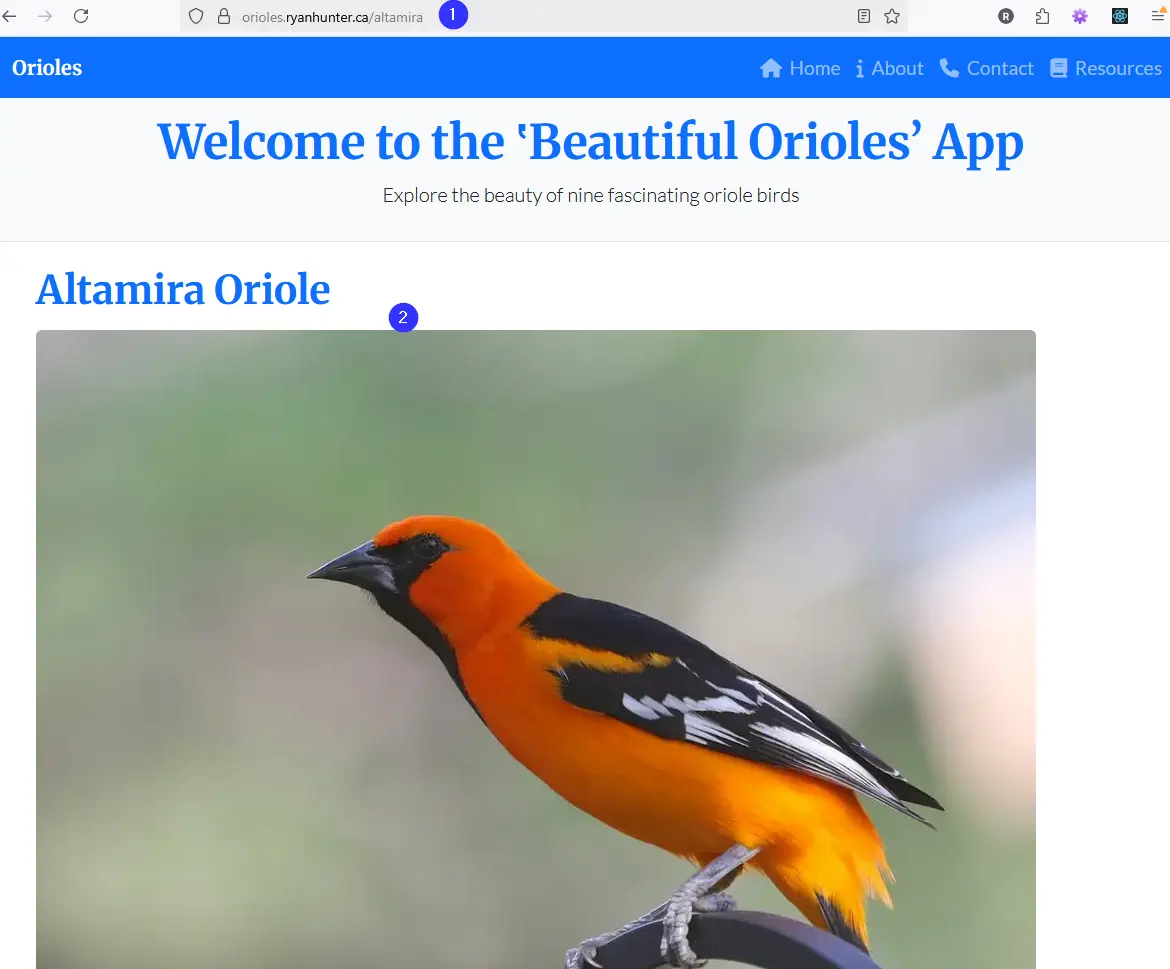 orioles.ryanhunter.ca/altamira 1 R
Orioles Home About Contact Resources
Welcome to the ‛Beautiful Orioles’ App
Explore the beauty of nine fascinating oriole birds
Altamira Oriole
2